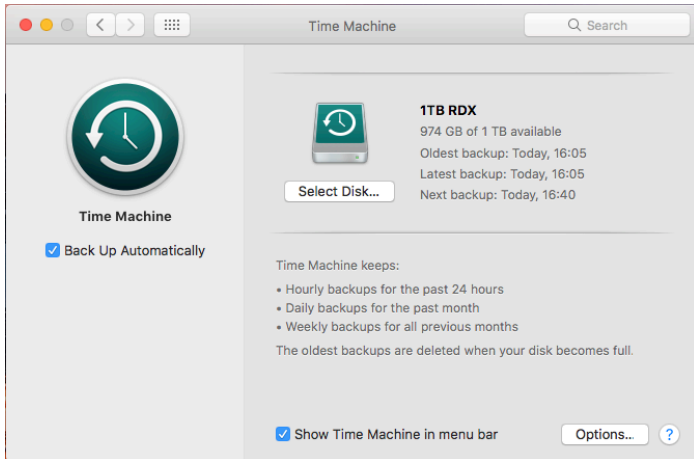 Time Machine
Search
1TB RDX
974 GB of 1 TB available
Oldest backup: Today, 16:05
Latest backup: Today, 16:05
Next backup: Today, 16:40
Select Disk...
Time Machine
Back Up Automatically
Time Machine keeps:
• Hourly backups for the past 24 hours
• Daily backups for the past month
• Weekly backups for all previous months
The oldest backups are deleted when your disk becomes full.
Show Time Machine in menu bar
Options...
?